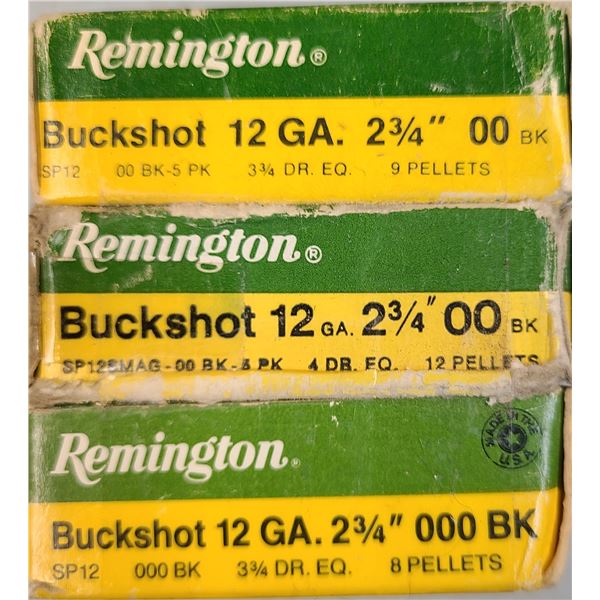 Remington®
Buckshot 12 GA. 2¾" 00 BK
SP12 00 BK-5 PK 3¾ DR. EQ. 9 PELLETS
Remington®
Buckshot 12 GA. 2¾" 00 BK
SP12SMAG-00 BK-5 PK 4 DR. EQ. 12 PELLETS
MADE IN THE U.S.A.
Remington®
Buckshot 12 GA. 2¾" 000 BK
SP12 000 BK 3¾ DR. EQ. 8 PELLETS